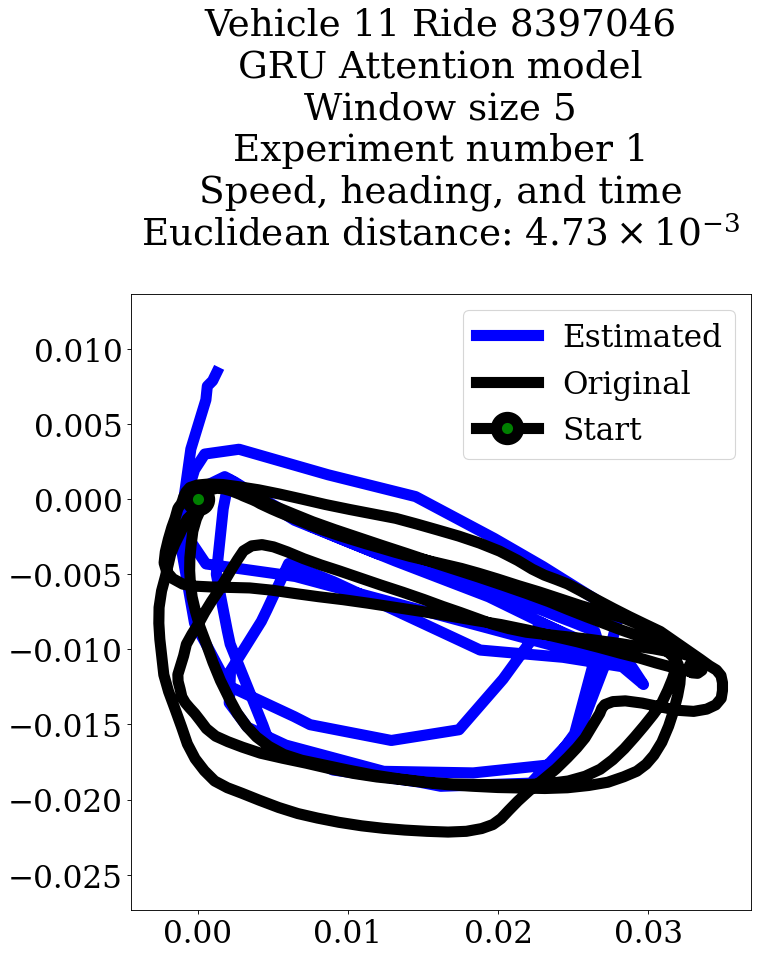 Vehicle 11 Ride 8397046
GRU Attention model
Window size 5
Experiment number 1
Speed, heading, and time
Euclidean distance: 4.73 × 10⁻³
Estimated
Original
Start
0.010
0.005
0.000
−0.005
−0.010
−0.015
−0.020
−0.025
0.00 0.01 0.02 0.03